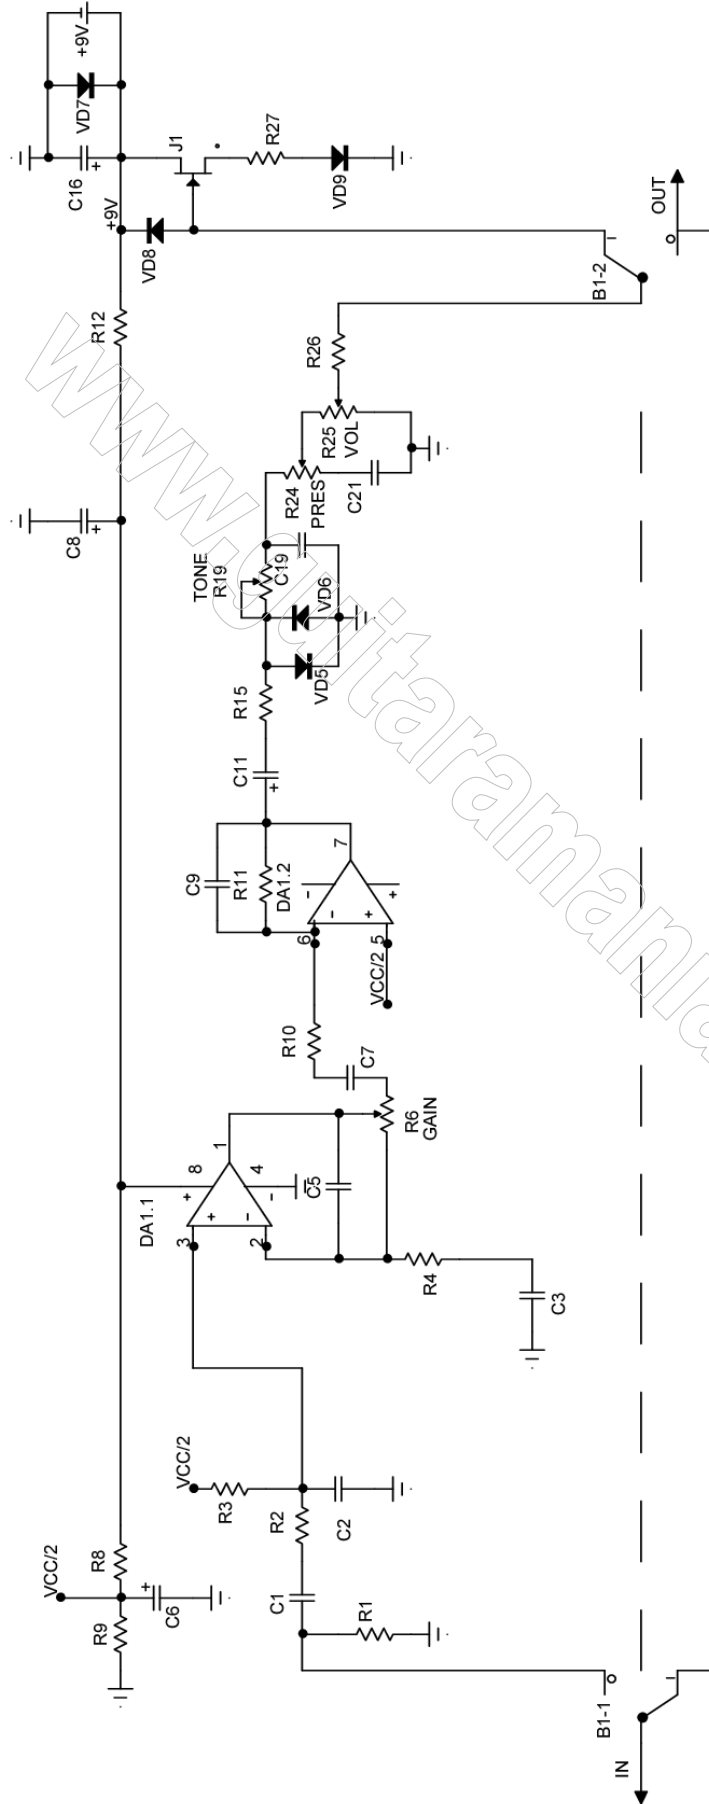 +9V
VD7
C16
+
+9V
J1
R27
VD9
VD8
R12
OUT
B1-2
R26
R25
VOL
R24
PRES
C21
C8
+
TONE
R19
C19
VD6
VD5
R15
C11
+
C9
R11
DA1.2
7
-
-
+
+
6
5
VCC/2
R10
C7
R6
GAIN
1
8
4
+
-
+
-
DA1.1
3
2
C5
R4
C3
VCC/2
R3
R2
C2
VCC/2
R8
R9
+
C6
C1
R1
B1-1
IN
www.guitaramania